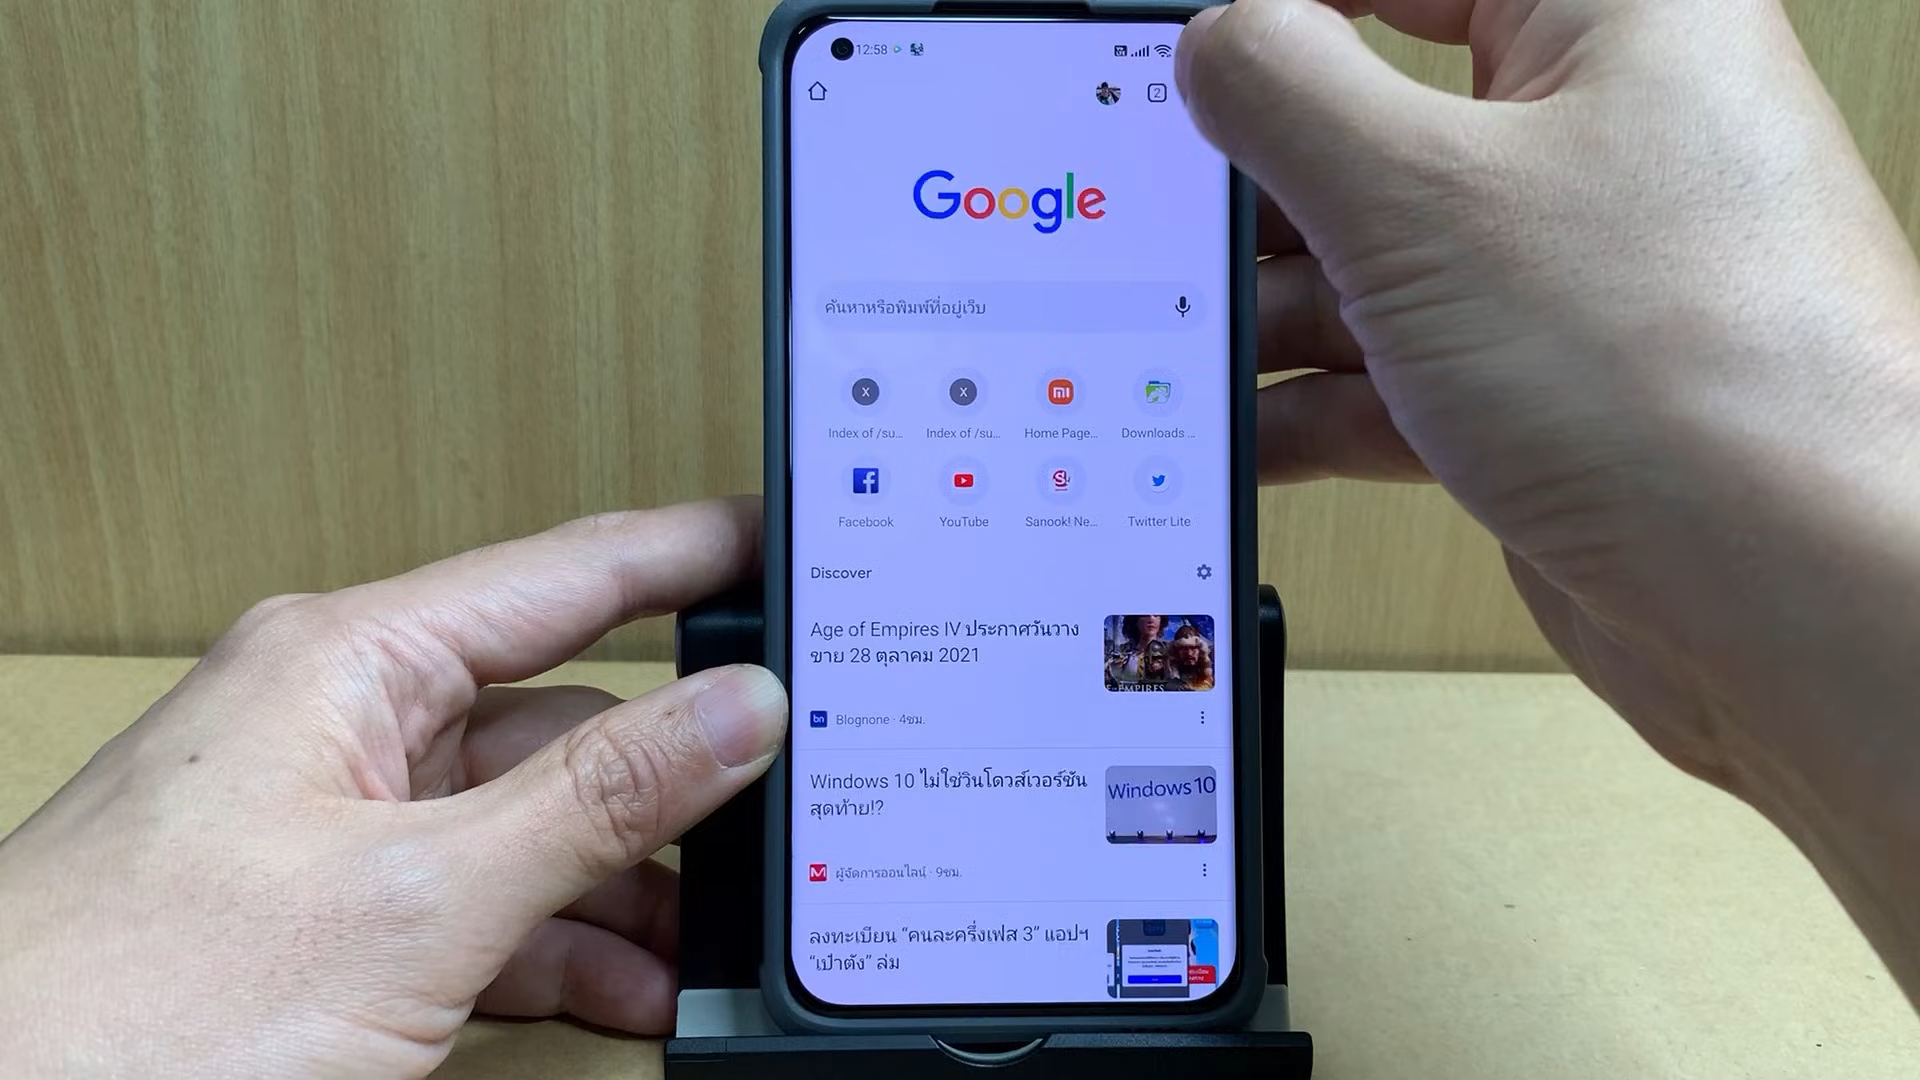 12:58
2
Google
ค้นหาหรือพิมพ์ที่อยู่เว็บ
X
X
Index of /su...
Index of /su...
Home Page...
Downloads ...
Facebook
YouTube
Sanook! Ne...
Twitter Lite
Discover
Age of Empires IV ประกาศวันวาง
ขาย 28 ตุลาคม 2021
EMPIRES
bn Blognone · 4ชม.
Windows 10 ไม่ใช่วินโดวส์เวอร์ชัน
สุดท้าย!?
Windows 10
M ผู้จัดการออนไลน์ · 9ชม.
ลงทะเบียน “คนละครึ่งเฟส 3” แอปฯ
“เป๋าตัง” ล่ม